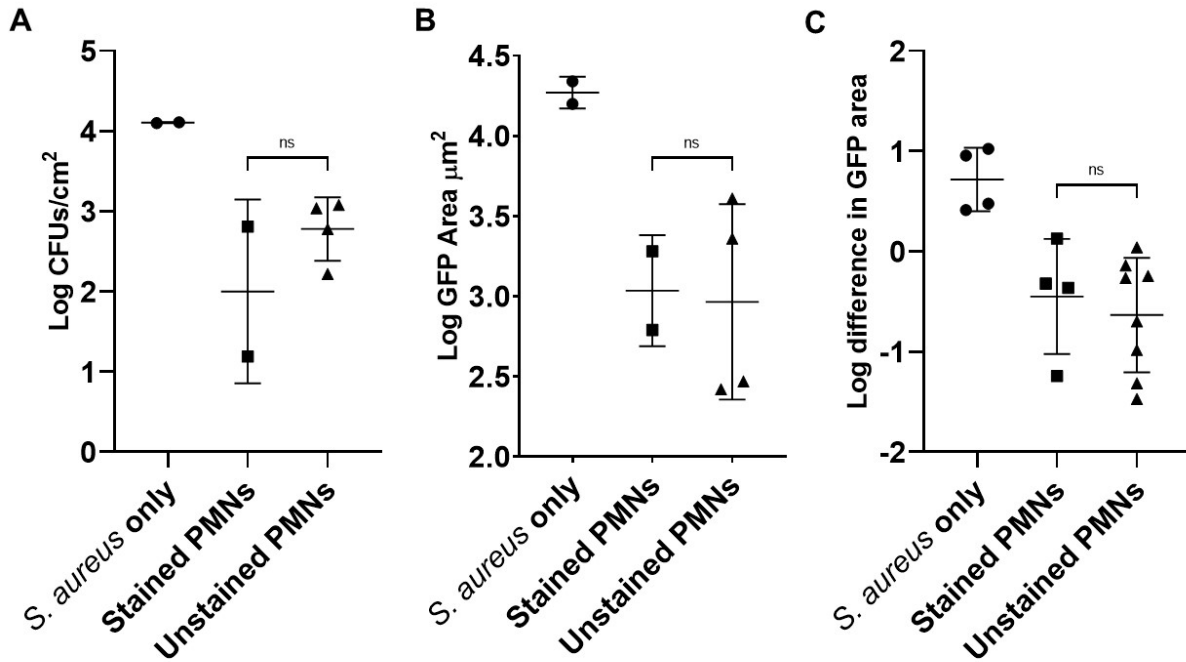 A
Log CFUs/cm²
5
4
3
2
1
0
ns
S. aureus only
Stained PMNs
Unstained PMNs
B
Log GFP Area μm²
4.5
4.0
3.5
3.0
2.5
2.0
ns
S. aureus only
Stained PMNs
Unstained PMNs
C
Log difference in GFP area
2
1
0
-1
-2
ns
S. aureus only
Stained PMNs
Unstained PMNs